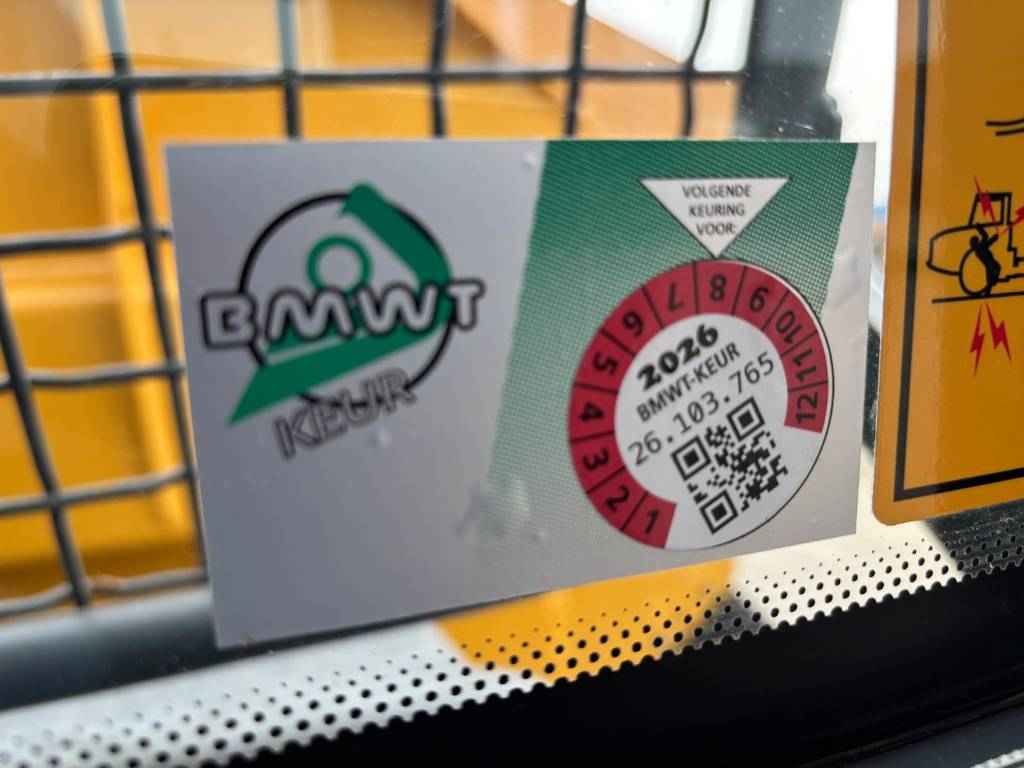 BMWT
KEUR
VOLGENDE
KEURING
VOOR:
1 2 3 4 5 6 7 8 9 10 11 12
2026
BMWT-KEUR
26.103.765